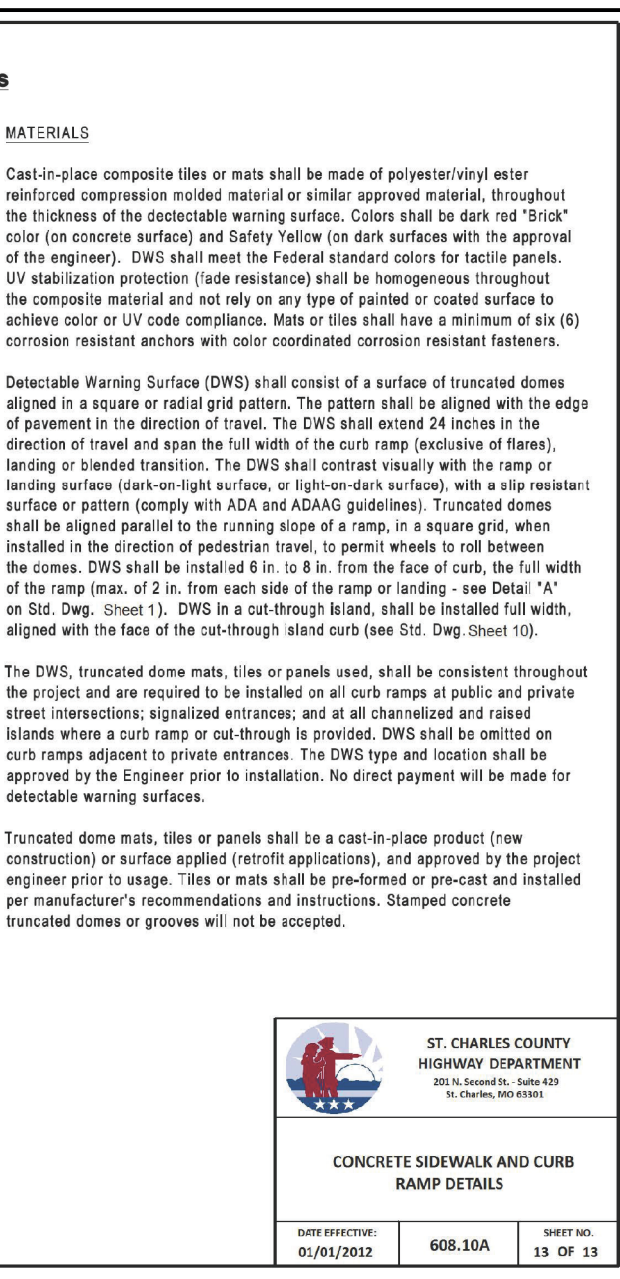 s
MATERIALS
Cast-in-place composite tiles or mats shall be made of polyester/vinyl ester
reinforced compression molded material or similar approved material, throughout
the thickness of the dectectable warning surface. Colors shall be dark red "Brick"
color (on concrete surface) and Safety Yellow (on dark surfaces with the approval
of the engineer). DWS shall meet the Federal standard colors for tactile panels.
UV stabilization protection (fade resistance) shall be homogeneous throughout
the composite material and not rely on any type of painted or coated surface to
achieve color or UV code compliance. Mats or tiles shall have a minimum of six (6)
corrosion resistant anchors with color coordinated corrosion resistant fasteners.
Detectable Warning Surface (DWS) shall consist of a surface of truncated domes
aligned in a square or radial grid pattern. The pattern shall be aligned with the edge
of pavement in the direction of travel. The DWS shall extend 24 inches in the
direction of travel and span the full width of the curb ramp (exclusive of flares),
landing or blended transition. The DWS shall contrast visually with the ramp or
landing surface (dark-on-light surface, or light-on-dark surface), with a slip resistant
surface or pattern (comply with ADA and ADAAG guidelines). Truncated domes
shall be aligned parallel to the running slope of a ramp, in a square grid, when
installed in the direction of pedestrian travel, to permit wheels to roll between
the domes. DWS shall be installed 6 in. to 8 in. from the face of curb, the full width
of the ramp (max. of 2 in. from each side of the ramp or landing - see Detail "A"
on Std. Dwg. Sheet 1). DWS in a cut-through island, shall be installed full width,
aligned with the face of the cut-through island curb (see Std. Dwg. Sheet 10).
The DWS, truncated dome mats, tiles or panels used, shall be consistent throughout
the project and are required to be installed on all curb ramps at public and private
street intersections; signalized entrances; and at all channelized and raised
islands where a curb ramp or cut-through is provided. DWS shall be omitted on
curb ramps adjacent to private entrances. The DWS type and location shall be
approved by the Engineer prior to installation. No direct payment will be made for
detectable warning surfaces.
Truncated dome mats, tiles or panels shall be a cast-in-place product (new
construction) or surface applied (retrofit applications), and approved by the project
engineer prior to usage. Tiles or mats shall be pre-formed or pre-cast and installed
per manufacturer's recommendations and instructions. Stamped concrete
truncated domes or grooves will not be accepted.
ST. CHARLES COUNTY
HIGHWAY DEPARTMENT
201 N. Second St. - Suite 429
St. Charles, MO 63301
CONCRETE SIDEWALK AND CURB
RAMP DETAILS
DATE EFFECTIVE:
01/01/2012
608.10A
SHEET NO.
13 OF 13